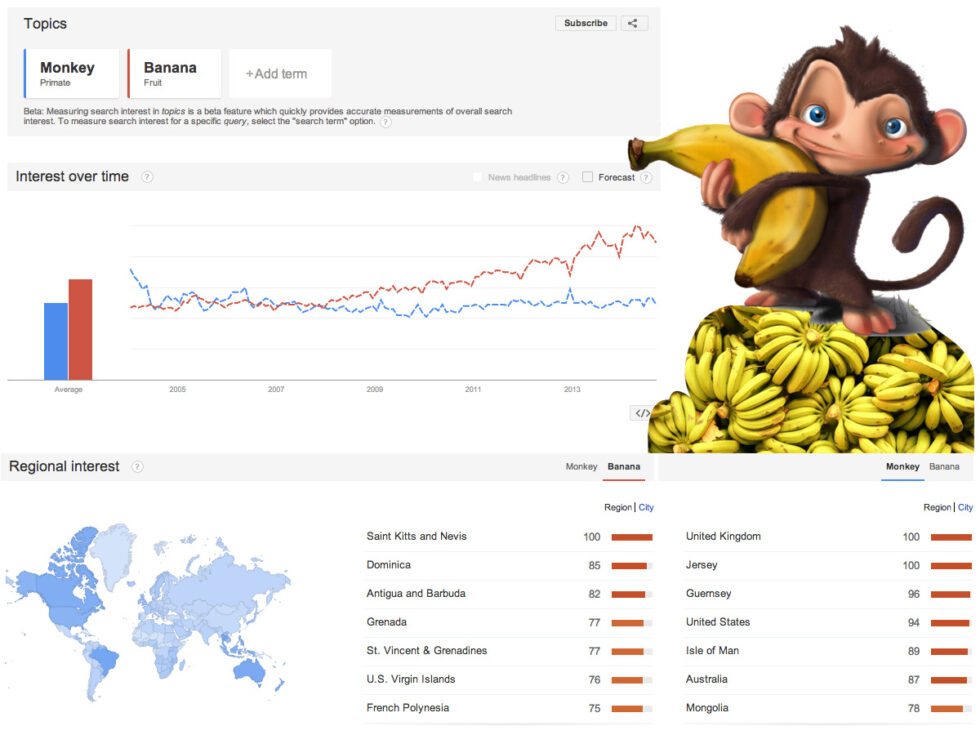 Topics
Subscribe
Monkey
Primate
Banana
Fruit
+Add term
Beta: Measuring search interest in topics is a beta feature which quickly provides accurate measurements of overall search
interest. To measure search interest for a specific query, select the "search term" option. ?
Interest over time ?
News headlines ?
Forecast ?
Average
2005
2007
2009
2011
2013
</>
Regional interest ?
Monkey
Banana
Region | City
Saint Kitts and Nevis 100
Dominica 85
Antigua and Barbuda 82
Grenada 77
St. Vincent & Grenadines 77
U.S. Virgin Islands 76
French Polynesia 75
Monkey
Banana
Region | City
United Kingdom 100
Jersey 100
Guernsey 96
United States 94
Isle of Man 89
Australia 87
Mongolia 78